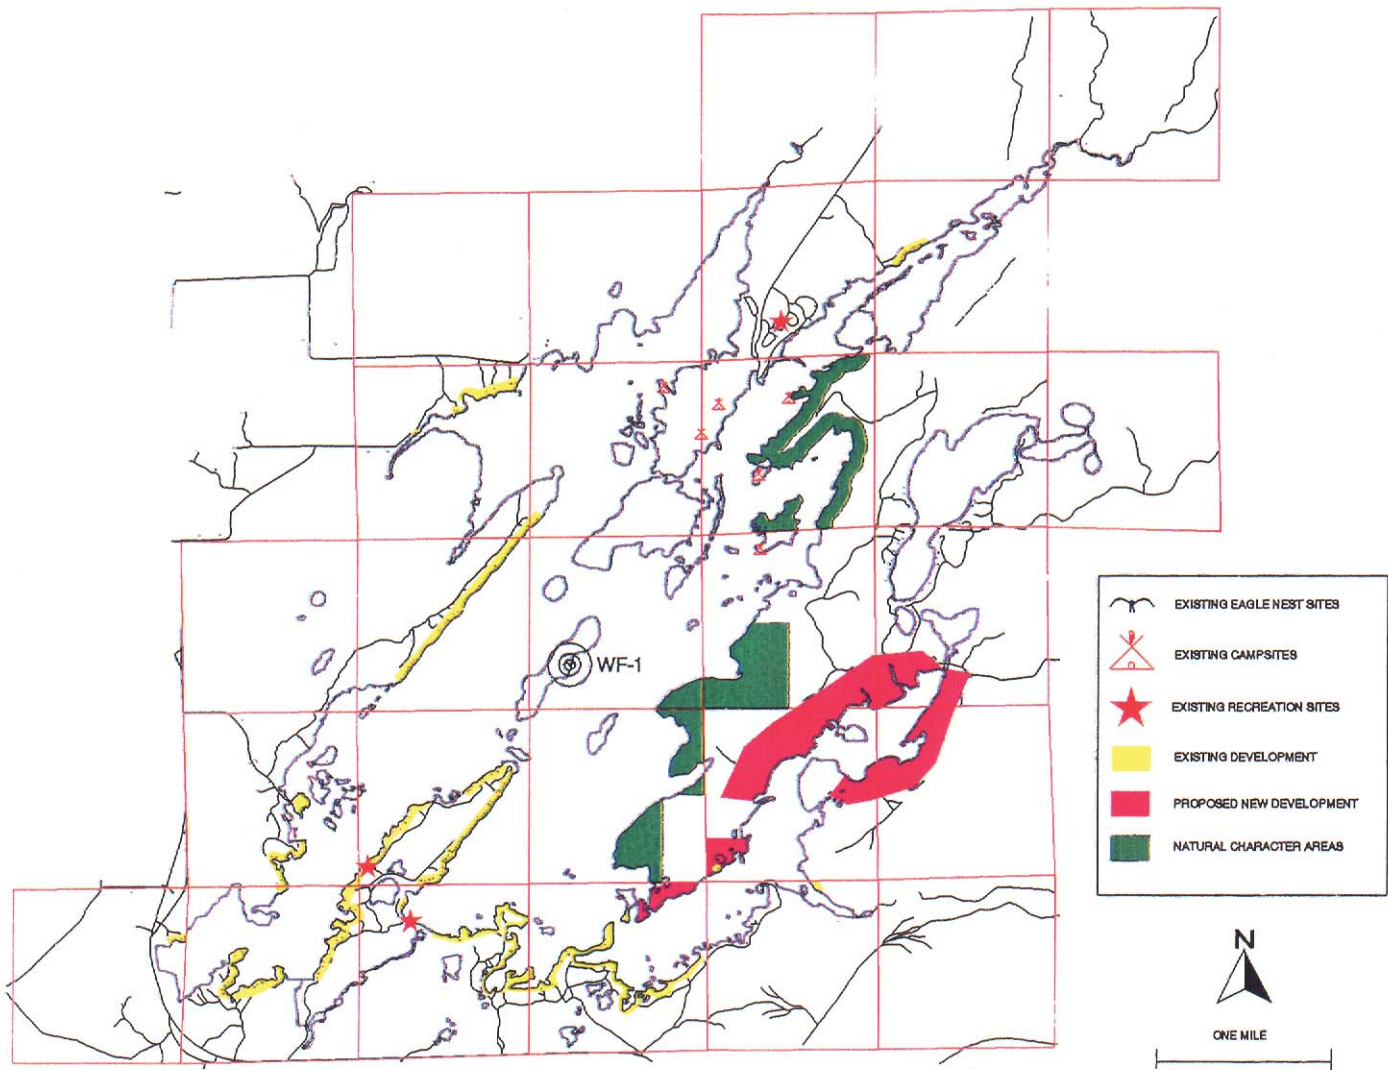 WF-1
EXISTING EAGLE NEST SITES
EXISTING CAMPSITES
EXISTING RECREATION SITES
EXISTING DEVELOPMENT
PROPOSED NEW DEVELOPMENT
NATURAL CHARACTER AREAS
N
ONE MILE